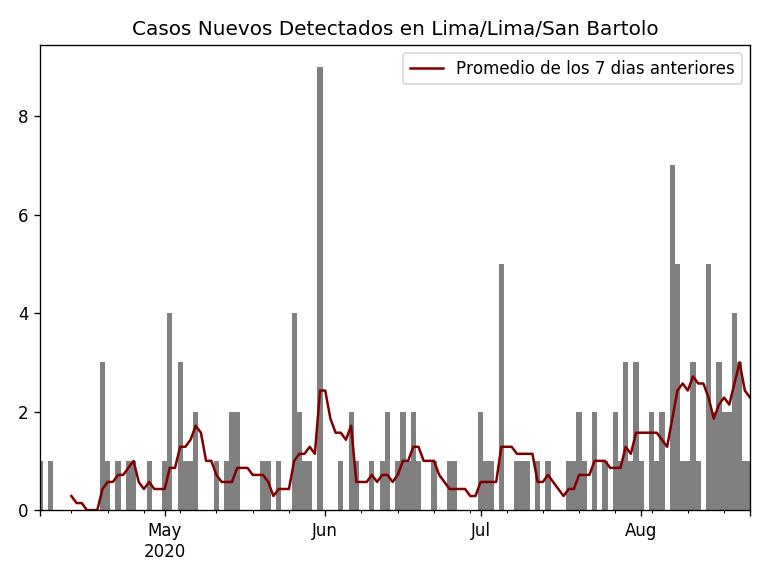 Casos Nuevos Detectados en Lima/Lima/San Bartolo
Promedio de los 7 dias anteriores
8
6
4
2
0
May
2020
Jun
Jul
Aug